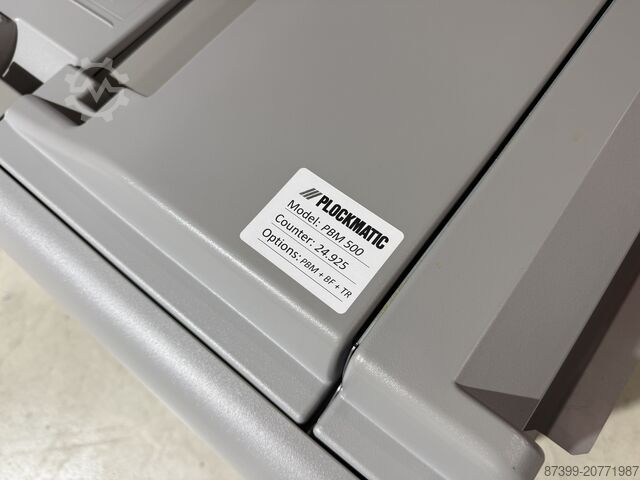 PLOCKMATIC
Model: PBM 500
Counter: 24.925
Options: PBM + BF + TR
87399-20771987